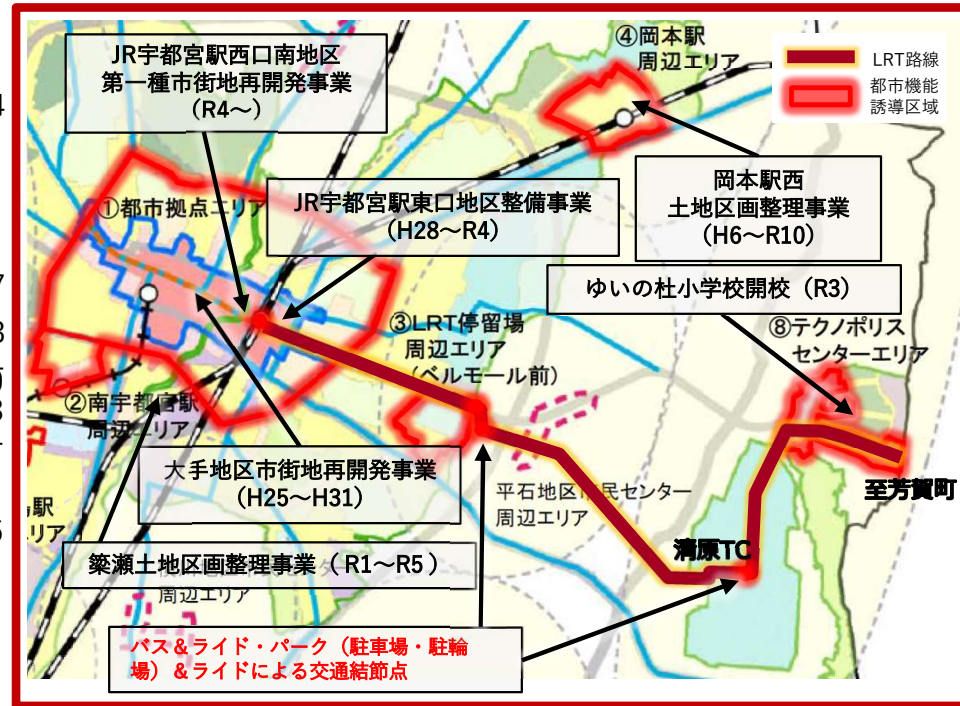 JR宇都宮駅西口南地区
第一種市街地再開発事業
（R4～）
④岡本駅
周辺エリア
LRT路線
都市機能
誘導区域
①都市拠点エリア
JR宇都宮駅東口地区整備事業
（H28～R4）
岡本駅西
土地区画整理事業
（H6～R10）
ゆいの杜小学校開校（R3）
③LRT停留場
周辺エリア
（ベルモール前）
⑧テクノポリス
センターエリア
②南宇都宮駅
周辺エリア
大手地区市街地再開発事業
（H25～H31）
平石地区市民センター
周辺エリア
至芳賀町
清原TC
駅
リア
簗瀬土地区画整理事業（R1～R5）
周辺エリア
バス＆ライド・パーク（駐車場・駐輪
場）＆ライドによる交通結節点